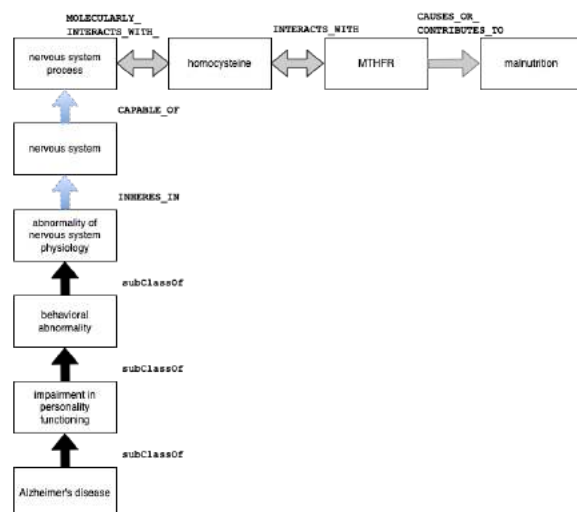 MOLECULARLY_
INTERACTS_WITH_
INTERACTS_WITH
CAUSES_OR_
CONTRIBUTES_TO
nervous system
process
homocysteine
MTHFR
malnutrition
CAPABLE_OF
nervous system
INHERES_IN
abnormality of
nervous system
physiology
subClassOf
behavioral
abnormality
subClassOf
impairment in
personality
functioning
subClassOf
Alzheimer's disease